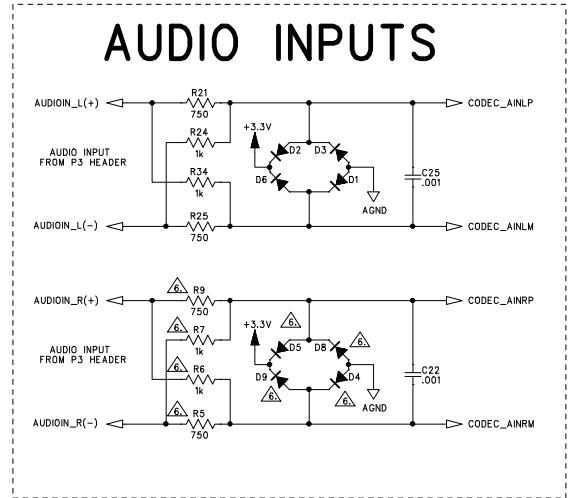 AUDIO INPUTS
AUDIOIN_L(+)
R21
750
CODEC_AINLP
R24
1k
+3.3V
D2
D3
AUDIO INPUT
FROM P3 HEADER
R34
1k
D6
D1
C25
.001
AGND
AUDIOIN_L(-)
R25
750
CODEC_AINLM
AUDIOIN_R(+)
6.
R9
750
CODEC_AINRP
6.
R7
1k
+3.3V
6.
D5
D8
6.
AUDIO INPUT
FROM P3 HEADER
6.
R6
1k
D9
D4
6.
6.
C22
.001
AGND
AUDIOIN_R(-)
6.
R5
750
CODEC_AINRM